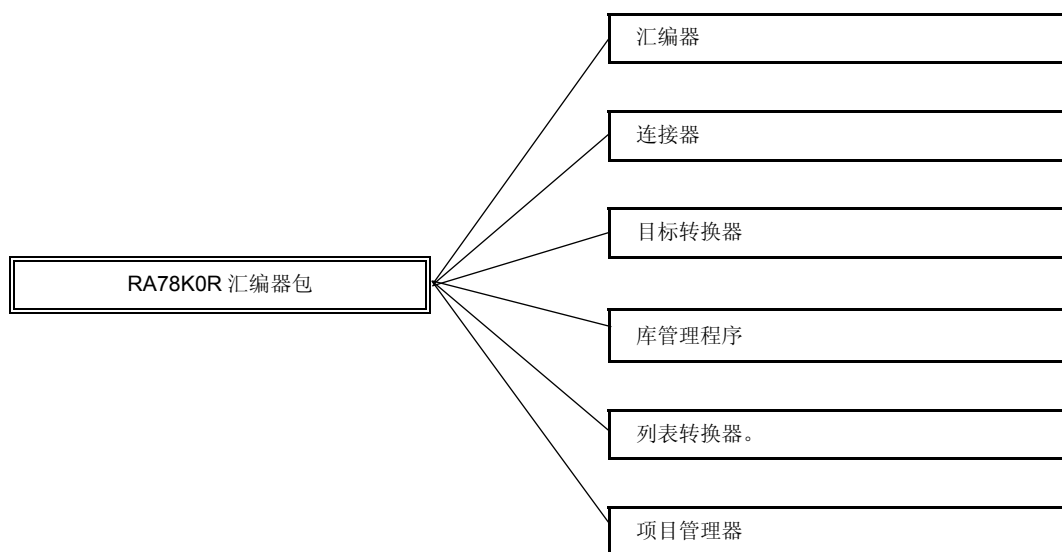 汇编器
连接器
目标转换器
RA78K0R 汇编器包
库管理程序
列表转换器。
项目管理器